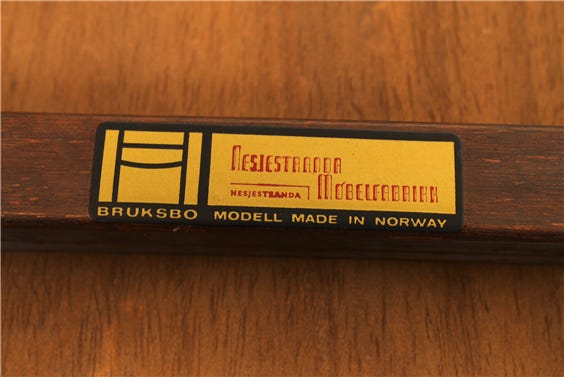 NESJESTRANDA
NESJESTRANDA MØBELFABRIKK
BRUKSBO MODELL MADE IN NORWAY